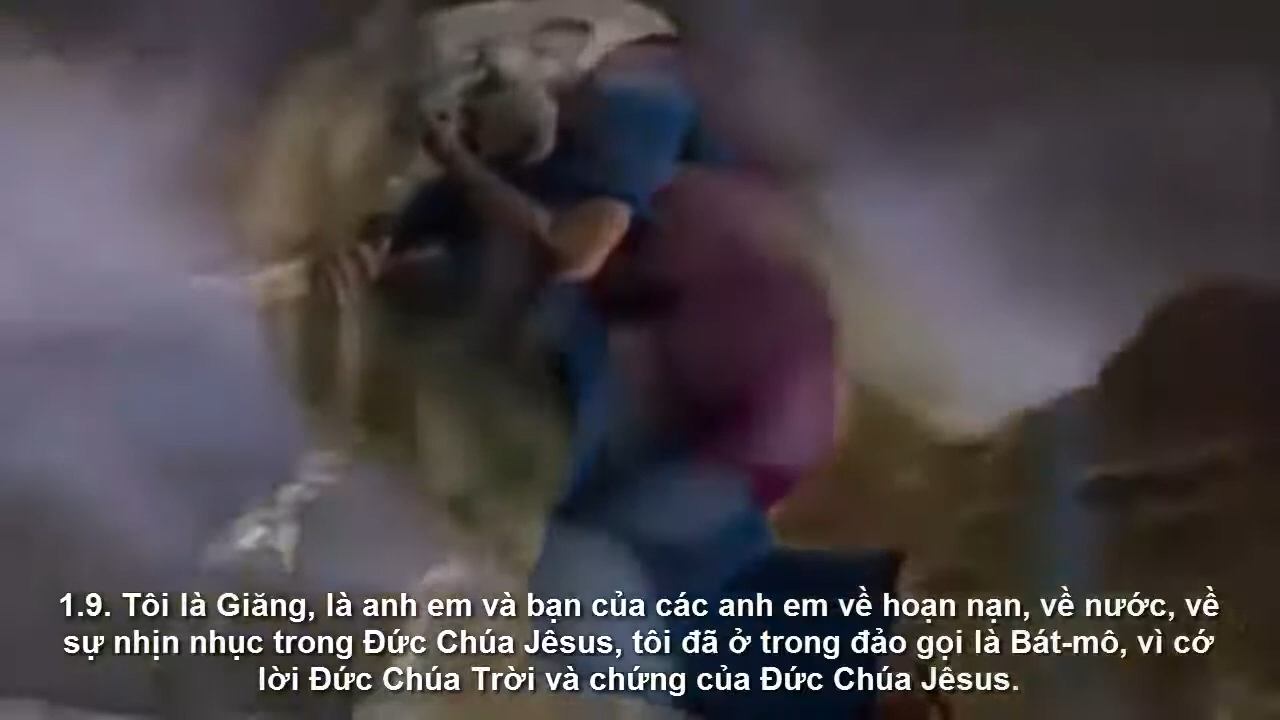 1.9. Tôi là Giăng, là anh em và bạn của các anh em về hoạn nạn, về nước, về
sự nhịn nhục trong Đức Chúa Jêsus, tôi đã ở trong đảo gọi là Bát-mô, vì cớ
lời Đức Chúa Trời và chứng của Đức Chúa Jêsus.